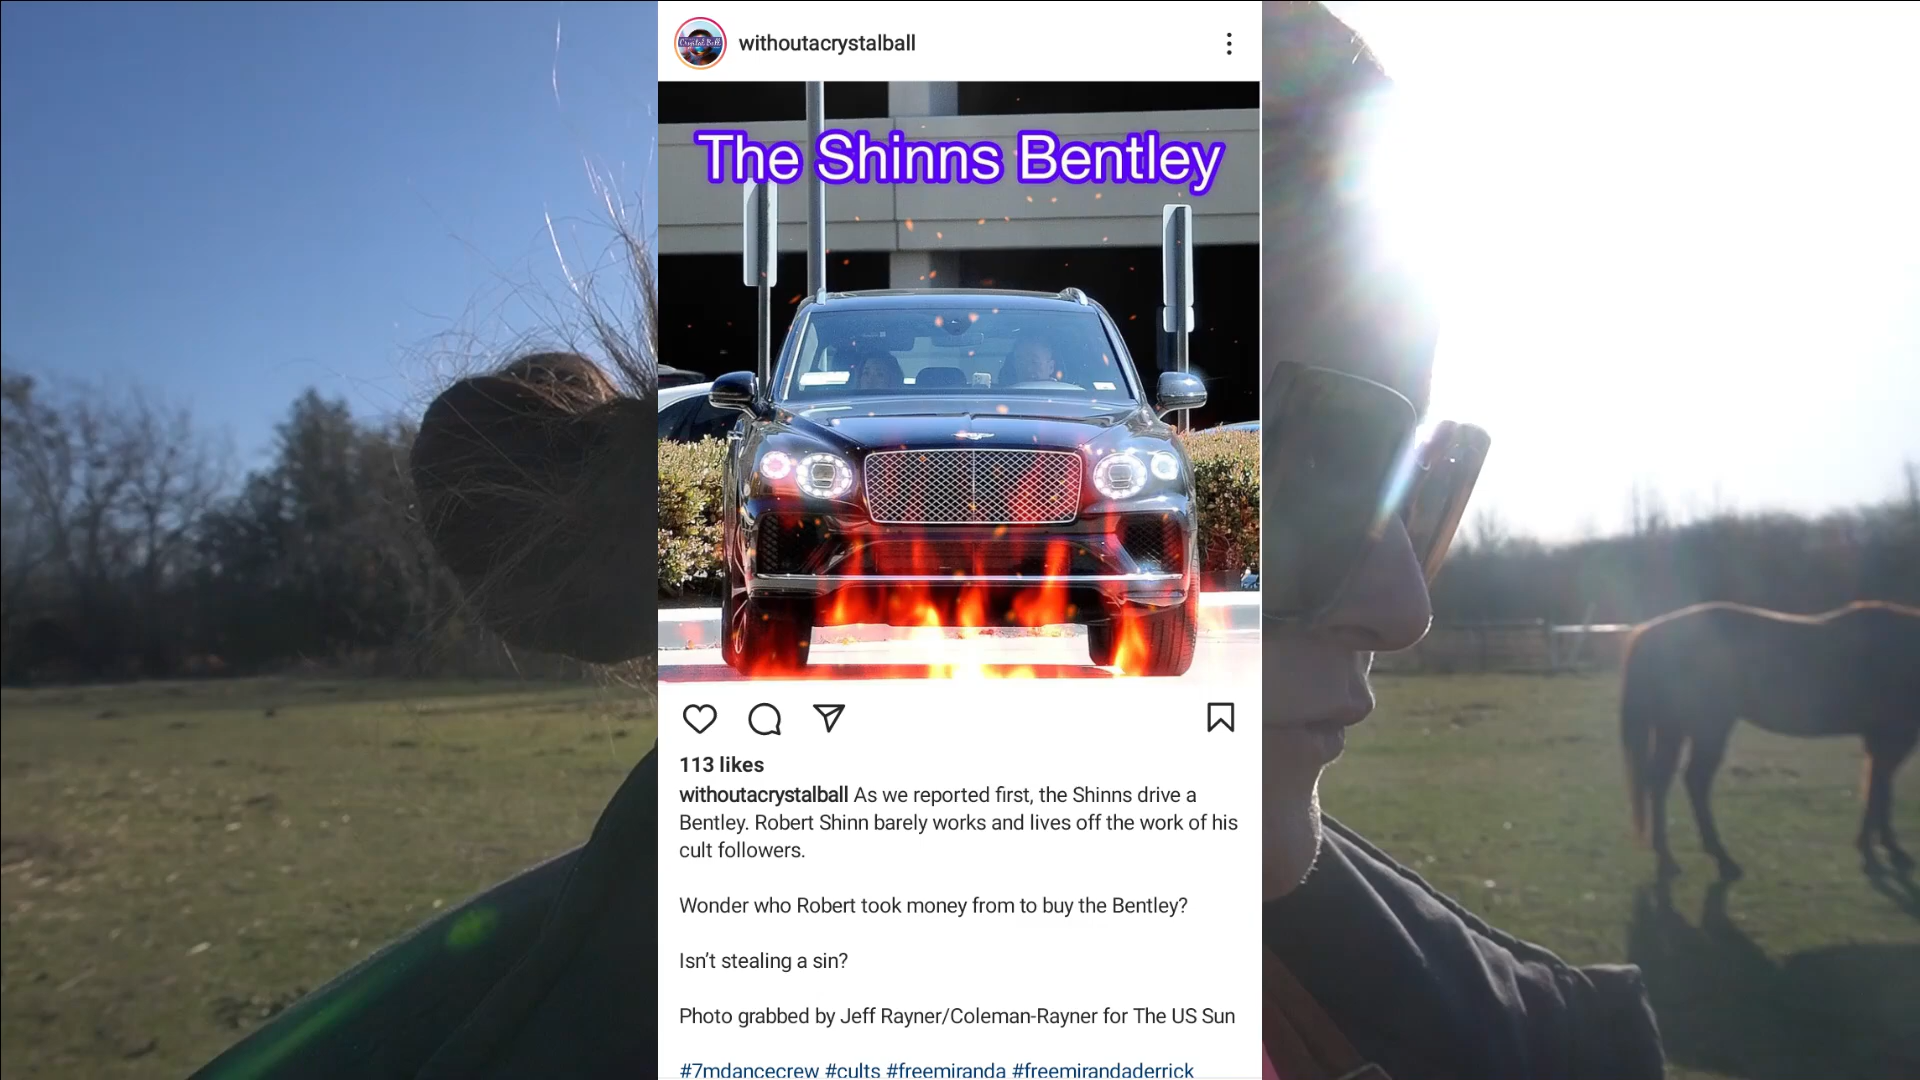 Crystal Ball
withoutacrystalball
The Shinns Bentley
113 likes
withoutacrystalball As we reported first, the Shinns drive a
Bentley. Robert Shinn barely works and lives off the work of his
cult followers.
Wonder who Robert took money from to buy the Bentley?
Isn’t stealing a sin?
Photo grabbed by Jeff Rayner/Coleman-Rayner for The US Sun
#7mdancecrew #cults #freemiranda #freemirandaderrick